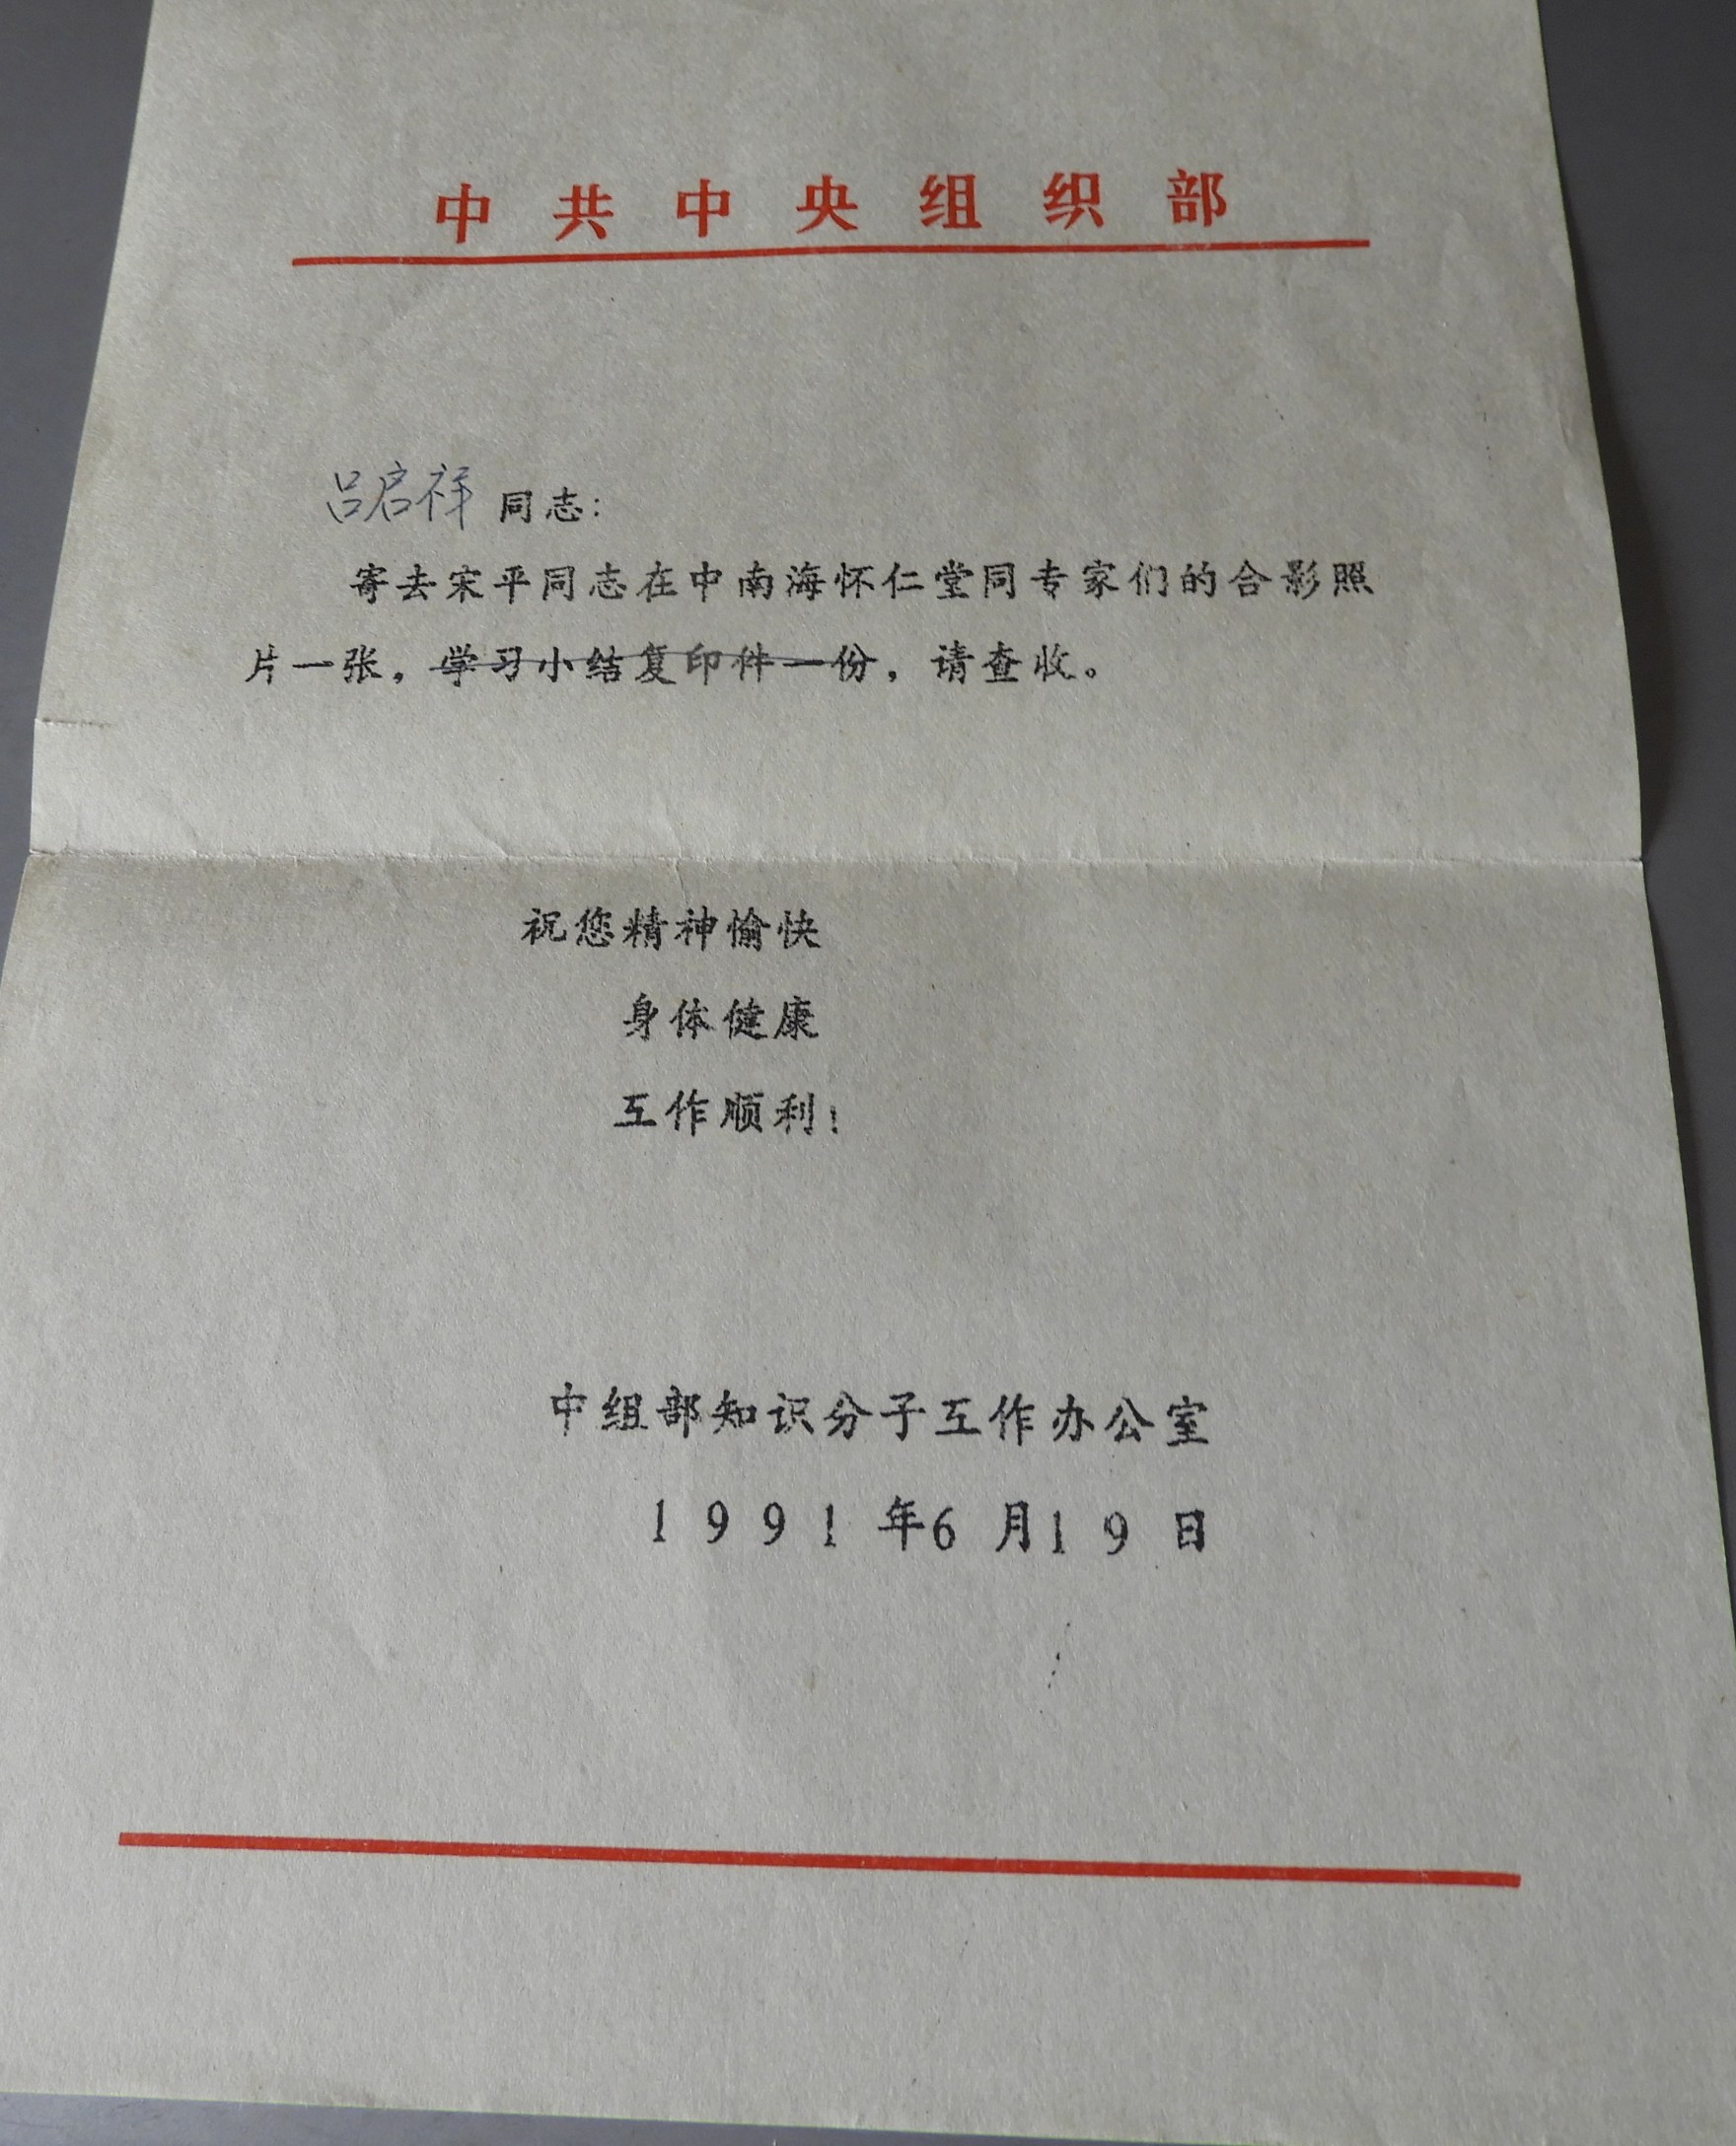 中共中央组织部
吕启祥同志：
寄去宋平同志在中南海怀仁堂同专家们的合影照
片一张，学习小结复印件一份，请查收。
祝您精神愉快
身体健康
工作顺利！
中组部知识分子工作办公室
1991年6月19日